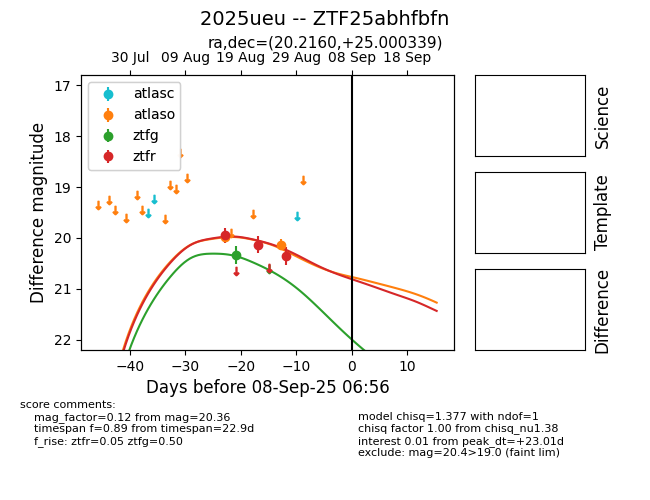 2025ueu -- ZTF25abhfbfn
ra,dec=(20.2160,+25.000339)
30 Jul 09 Aug 19 Aug 29 Aug 08 Sep 18 Sep
17
18
19
20
21
22
Difference magnitude
atlasc
atlaso
ztfg
ztfr
−40 −30 −20 −10 0 10
Days before 08-Sep-25 06:56
Science
Template
Difference
score comments:
mag_factor=0.12 from mag=20.36
timespan f=0.89 from timespan=22.9d
f_rise: ztfr=0.05 ztfg=0.50
model chisq=1.377 with ndof=1
chisq factor 1.00 from chisq_nu1.38
interest 0.01 from peak_dt=+23.01d
exclude: mag=20.4>19.0 (faint lim)